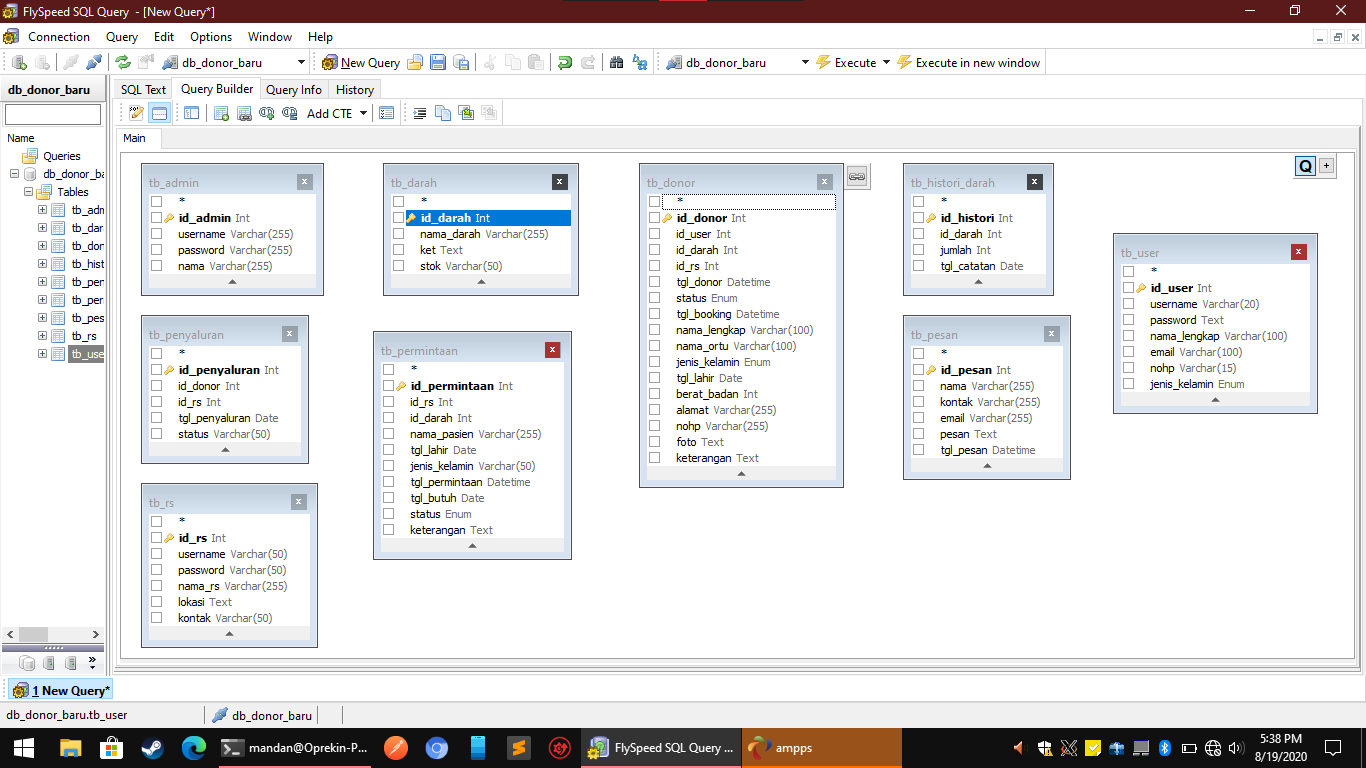 FlySpeed SQL Query - [New Query*]
Connection Query Edit Options Window Help
db_donor_baru New Query db_donor_baru Execute Execute in new window
db_donor_baru
SQL Text Query Builder Query Info History
Add CTE
Name
Queries
db_donor_ba
Tables
tb_adn
tb_dar
tb_don
tb_hist
tb_pen
tb_per
tb_pes
tb_rs
tb_use
Main
Q +
tb_admin
*
id_admin Int
username Varchar(255)
password Varchar(255)
nama Varchar(255)
tb_darah
*
id_darah Int
nama_darah Varchar(255)
ket Text
stok Varchar(50)
tb_donor
*
id_donor Int
id_user Int
id_darah Int
id_rs Int
tgl_donor Datetime
status Enum
tgl_booking Datetime
nama_lengkap Varchar(100)
nama_ortu Varchar(100)
jenis_kelamin Enum
tgl_lahir Date
berat_badan Int
alamat Varchar(255)
nohp Varchar(255)
foto Text
keterangan Text
tb_histori_darah
*
id_histori Int
id_darah Int
jumlah Int
tgl_catatan Date
tb_user
*
id_user Int
username Varchar(20)
password Text
nama_lengkap Varchar(100)
email Varchar(100)
nohp Varchar(15)
jenis_kelamin Enum
tb_penyaluran
*
id_penyaluran Int
id_donor Int
id_rs Int
tgl_penyaluran Date
status Varchar(50)
tb_permintaan
*
id_permintaan Int
id_rs Int
id_darah Int
nama_pasien Varchar(255)
tgl_lahir Date
jenis_kelamin Varchar(50)
tgl_permintaan Datetime
tgl_butuh Date
status Enum
keterangan Text
tb_pesan
*
id_pesan Int
nama Varchar(255)
kontak Varchar(255)
email Varchar(255)
pesan Text
tgl_pesan Datetime
tb_rs
*
id_rs Int
username Varchar(50)
password Varchar(50)
nama_rs Varchar(255)
lokasi Text
kontak Varchar(50)
1 New Query*
db_donor_baru.tb_user db_donor_baru
mandan@Oprekin-P... FlySpeed SQL Query ... ampps
5:38 PM
8/19/2020